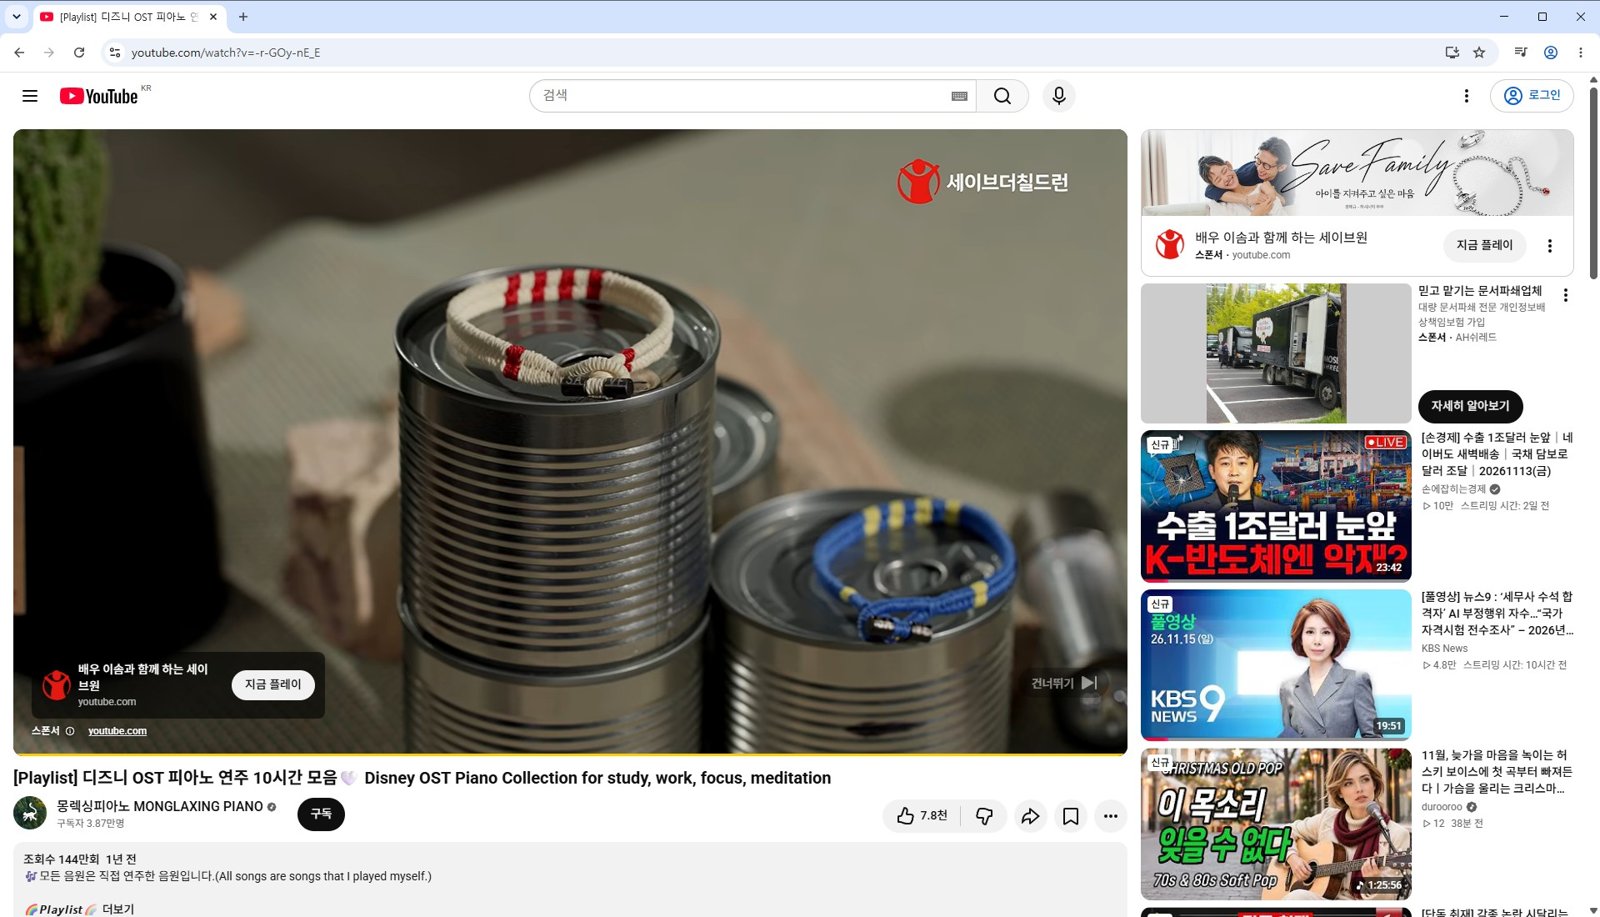 [Playlist] 디즈니 OST 피아노 연
youtube.com/watch?v=-r-GOy-nE_E
YouTube KR
검색
로그인
세이브더칠드런
배우 이솜과 함께 하는 세이
브원
youtube.com
지금 플레이
건너뛰기
스폰서
youtube.com
[Playlist] 디즈니 OST 피아노 연주 10시간 모음🤍 Disney OST Piano Collection for study, work, focus, meditation
몽렉싱피아노 MONGLAXING PIANO
구독자 3.87만명
구독
7.8천
조회수 144만회 1년 전
🎶모든 음원은 직접 연주한 음원입니다.(All songs are songs that I played myself.)
🌈Playlist🌈 더보기
Save Family
아이를 지켜주고 싶은 마음
배우 이솜과 함께 하는 세이브원
스폰서 · youtube.com
지금 플레이
믿고 맡기는 문서파쇄업체
대량 문서파쇄 전문 개인정보배
상책임보험 가입
스폰서 · AH쉬레드
자세히 알아보기
신규
LIVE
수출 1조달러 눈앞
K-반도체엔 악재?
23:42
[손경제] 수출 1조달러 눈앞｜네
이버도 새벽배송｜국채 담보로
달러 조달｜20261113(금)
손에잡히는경제
10만 스트리밍 시간: 2일 전
신규
풀영상
26.11.15 (일)
KBS NEWS 9
19:51
[풀영상] 뉴스9 : ‘세무사 수석 합
격자’ AI 부정행위 자수…“국가
자격시험 전수조사” – 2026년...
KBS News
4.8만 스트리밍 시간: 10시간 전
신규
CHRISTMAS OLD POP
이 목소리
잊을 수 없다
70s & 80s Soft Pop
1:25:56
11월, 늦가을 마음을 녹이는 허
스키 보이스에 첫 곡부터 빠져든
다｜가슴을 울리는 크리스마...
durooroo
12 38분 전
[단독 취재] 각종 논란 시달리는